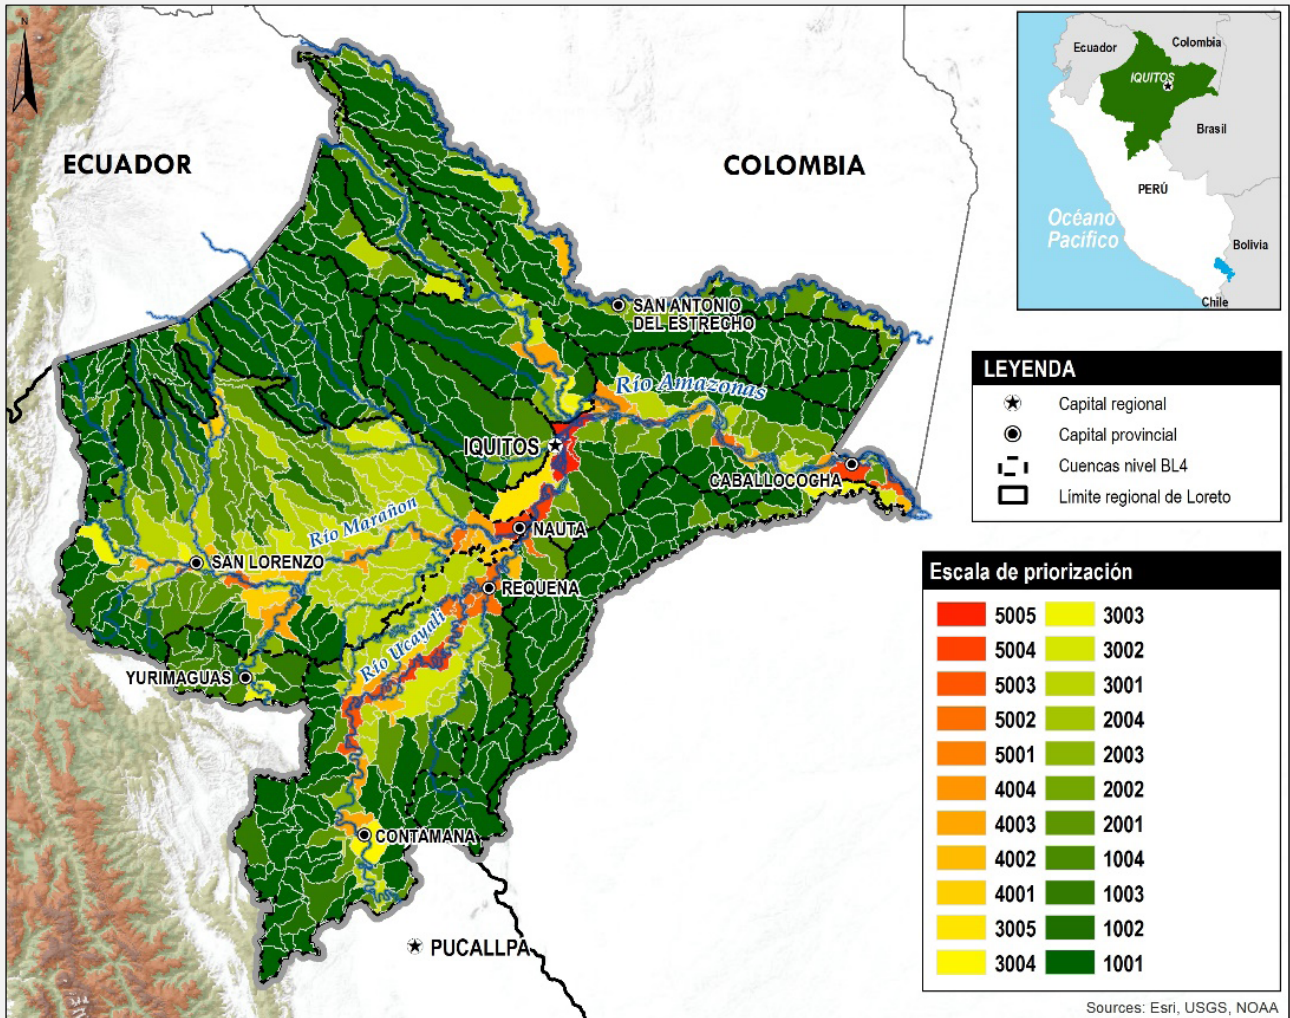 N
ECUADOR
COLOMBIA
SAN ANTONIO
DEL ESTRECHO
Río Amazonas
IQUITOS
CABALLOCOGHA
NAUTA
Río Marañon
SAN LORENZO
REQUENA
Río Ucayali
YURIMAGUAS
CONTAMANA
PUCALLPA
Ecuador
Colombia
IQUITOS
Brasil
PERÚ
Océano
Pacífico
Bolivia
Chile
LEYENDA
Capital regional
Capital provincial
Cuencas nivel BL4
Límite regional de Loreto
Escala de priorización
5005
5004
5003
5002
5001
4004
4003
4002
4001
3005
3004
3003
3002
3001
2004
2003
2002
2001
1004
1003
1002
1001
Sources: Esri, USGS, NOAA